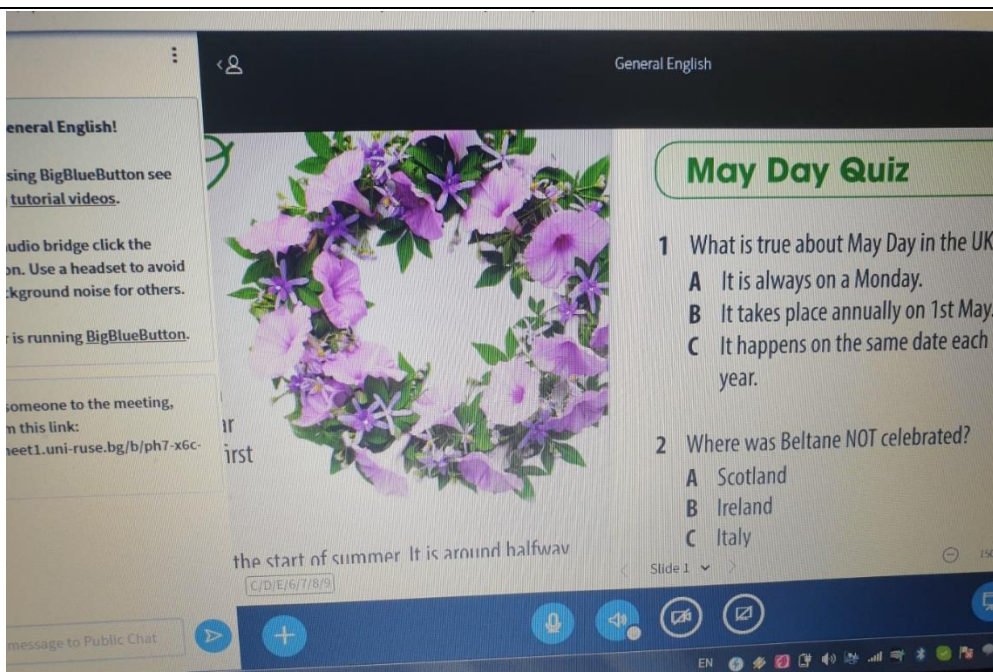 eneral English!
sing BigBlueButton see
tutorial videos.
udio bridge click the
on. Use a headset to avoid
kground noise for others.
r is running BigBlueButton.
someone to the meeting,
m this link:
neet1.uni-ruse.bg/b/ph7-x6c-
message to Public Chat
General English
ar
irst
the start of summer. It is around halfway
C/D/E/6/7/8/9
May Day Quiz
1 What is true about May Day in the UK
A It is always on a Monday.
B It takes place annually on 1st May.
C It happens on the same date each
year.
2 Where was Beltane NOT celebrated?
A Scotland
B Ireland
C Italy
Slide 1
EN